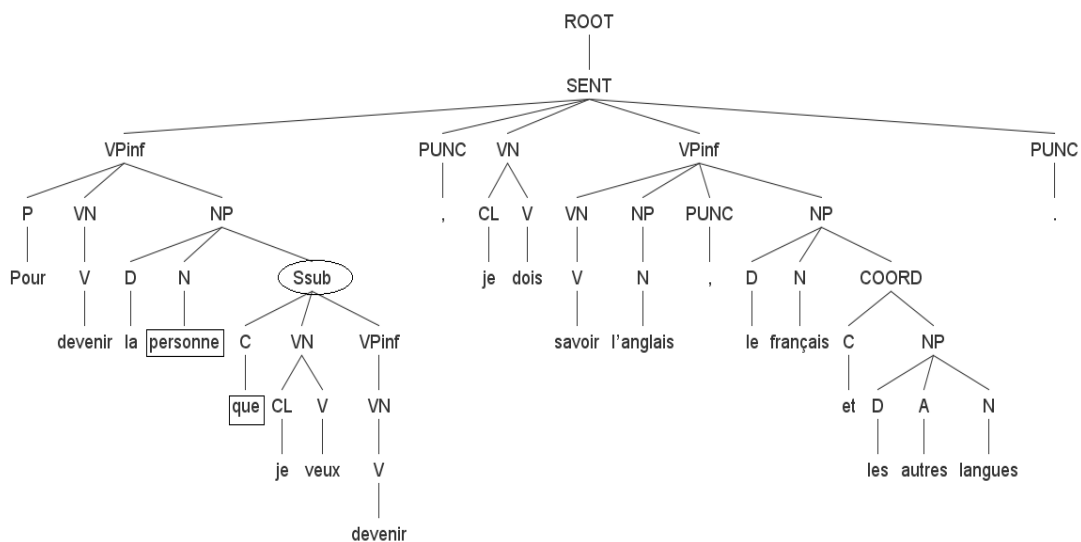 ROOT
SENT
VPinf PUNC VN VPinf PUNC
P VN NP , CL V VN NP PUNC NP .
Pour V D N Ssub je dois V N , D N COORD
devenir la personne C VN VPinf savoir l'anglais le français C NP
que CL V VN et D A N
je veux V les autres langues
devenir